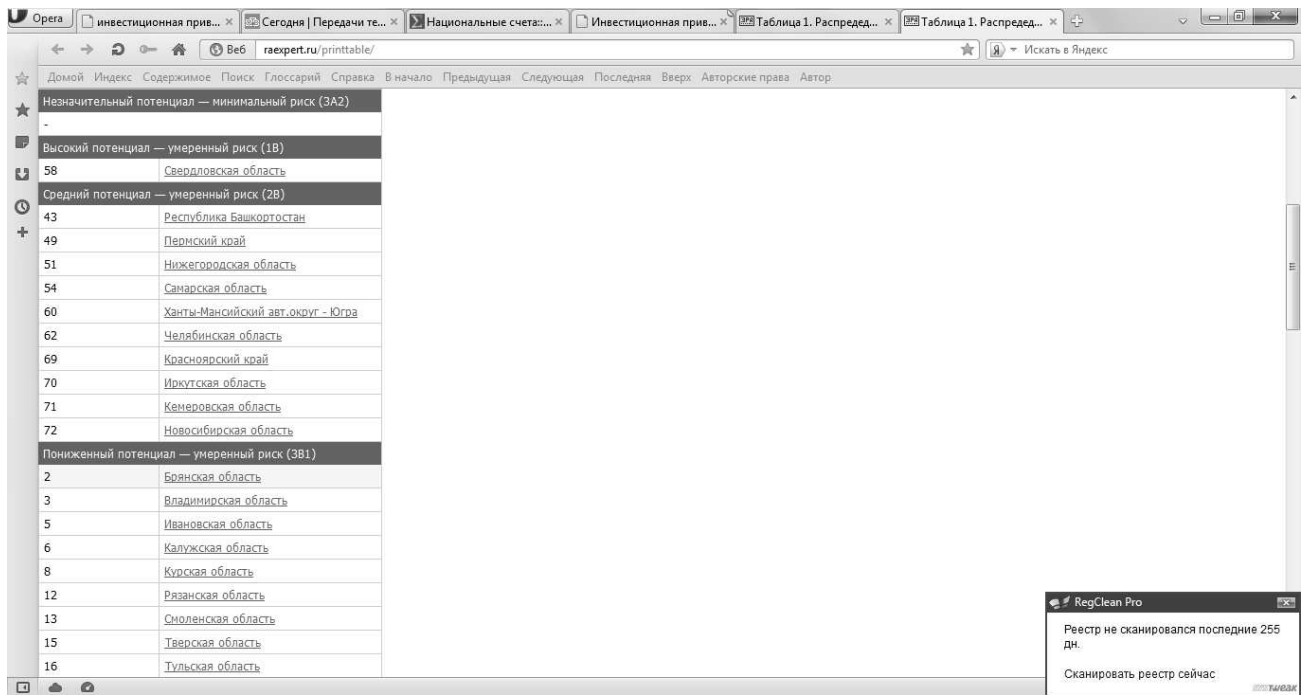 Opera инвестиционная прив... Сегодня | Передачи те... Национальные счета::... Инвестиционная прив... Таблица 1. Распредед... Таблица 1. Распредед...
Веб raexpert.ru/printtable/ Искать в Яндекс
Домой Индекс Содержимое Поиск Глоссарий Справка В начало Предыдущая Следующая Последняя Вверх Авторские права Автор
Незначительный потенциал — минимальный риск (3A2)
-
Высокий потенциал — умеренный риск (1B)
58 Свердловская область
Средний потенциал — умеренный риск (2B)
43 Республика Башкортостан
49 Пермский край
51 Нижегородская область
54 Самарская область
60 Ханты-Мансийский авт.округ - Югра
62 Челябинская область
69 Красноярский край
70 Иркутская область
71 Кемеровская область
72 Новосибирская область
Пониженный потенциал — умеренный риск (3B1)
2 Брянская область
3 Владимирская область
5 Ивановская область
6 Калужская область
8 Курская область
12 Рязанская область
13 Смоленская область
15 Тверская область
16 Тульская область
RegClean Pro
Реестр не сканировался последние 255
дн.
Сканировать реестр сейчас